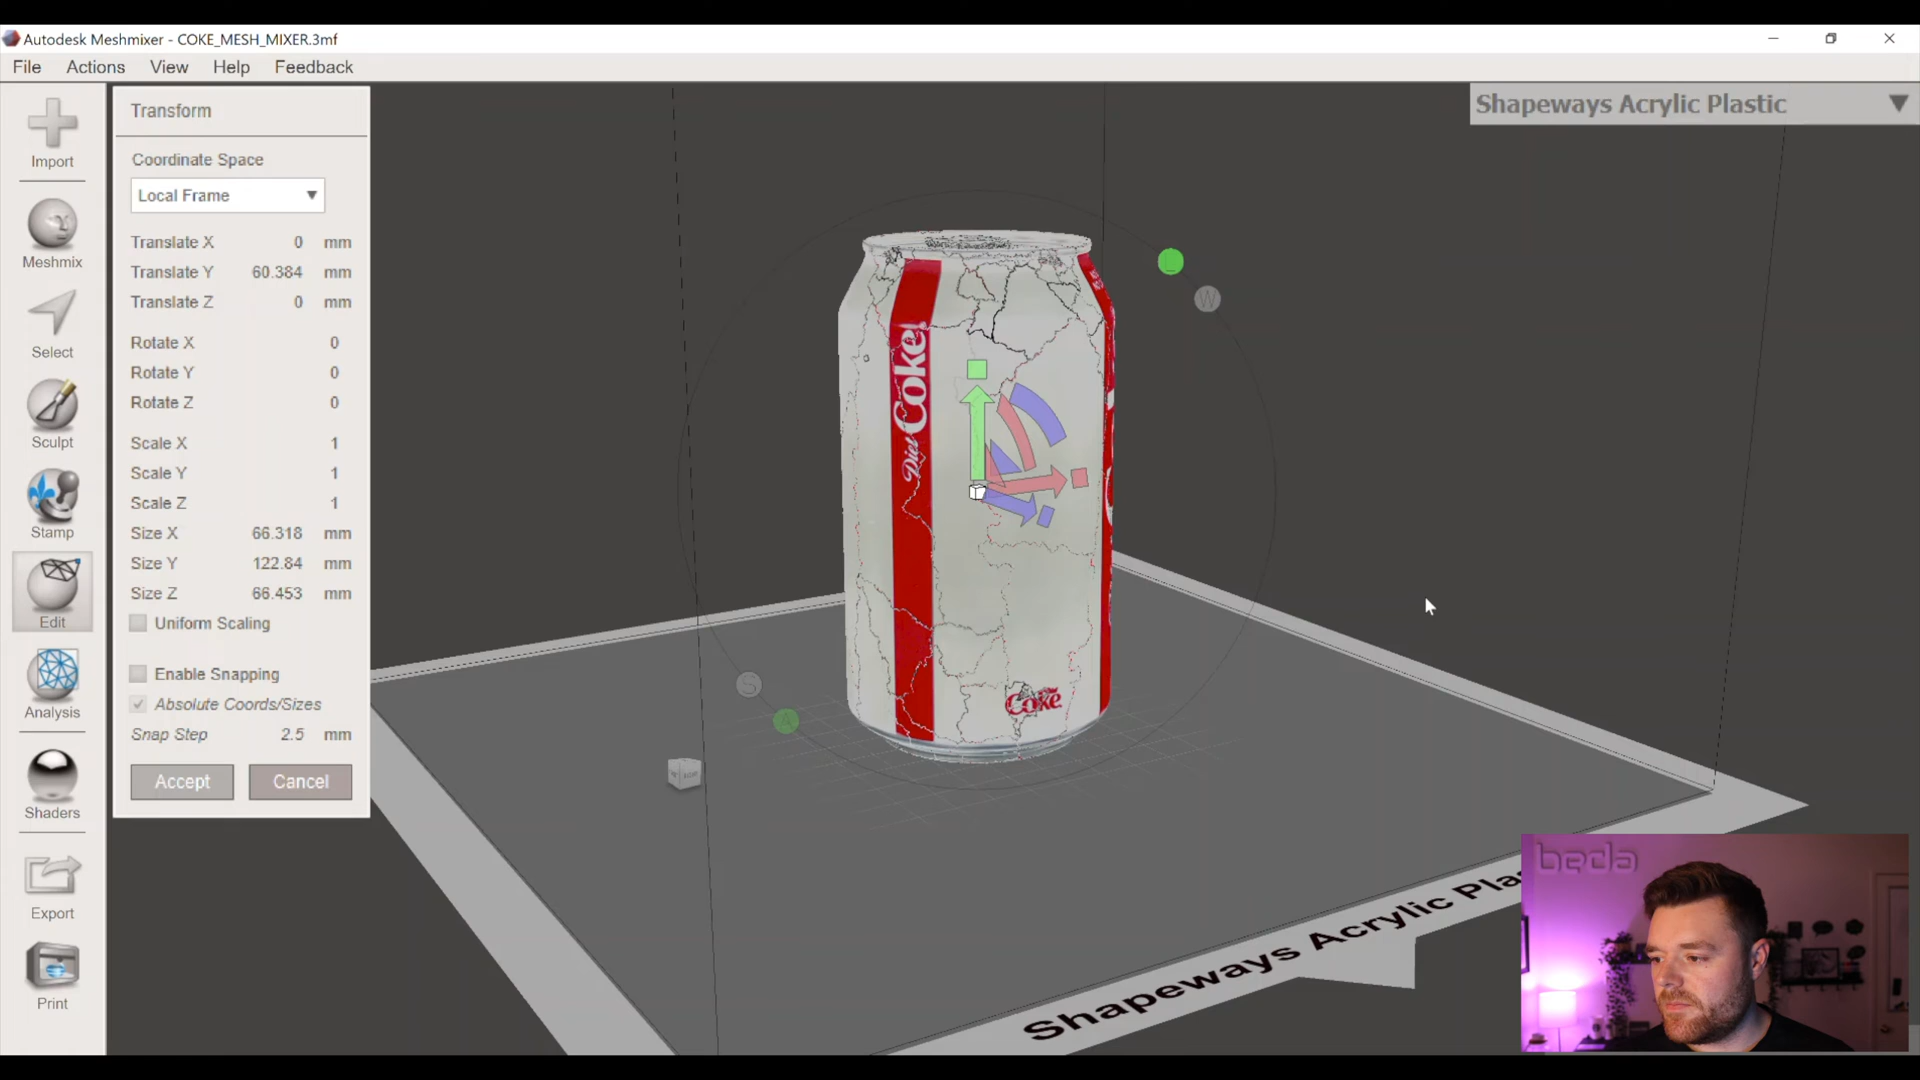 Autodesk Meshmixer - COKE_MESH_MIXER.3mf
File Actions View Help Feedback
Import
Meshmix
Select
Sculpt
Stamp
Edit
Analysis
Shaders
Export
Print
Transform
Coordinate Space
Local Frame
Translate X 0 mm
Translate Y 60.384 mm
Translate Z 0 mm
Rotate X 0
Rotate Y 0
Rotate Z 0
Scale X 1
Scale Y 1
Scale Z 1
Size X 66.318 mm
Size Y 122.84 mm
Size Z 66.453 mm
Uniform Scaling
Enable Snapping
Absolute Coords/Sizes
Snap Step 2.5 mm
Accept Cancel
Shapeways Acrylic Plastic
W
S
A
Diet Coke
Coke
Shapeways Acrylic Pla
beda